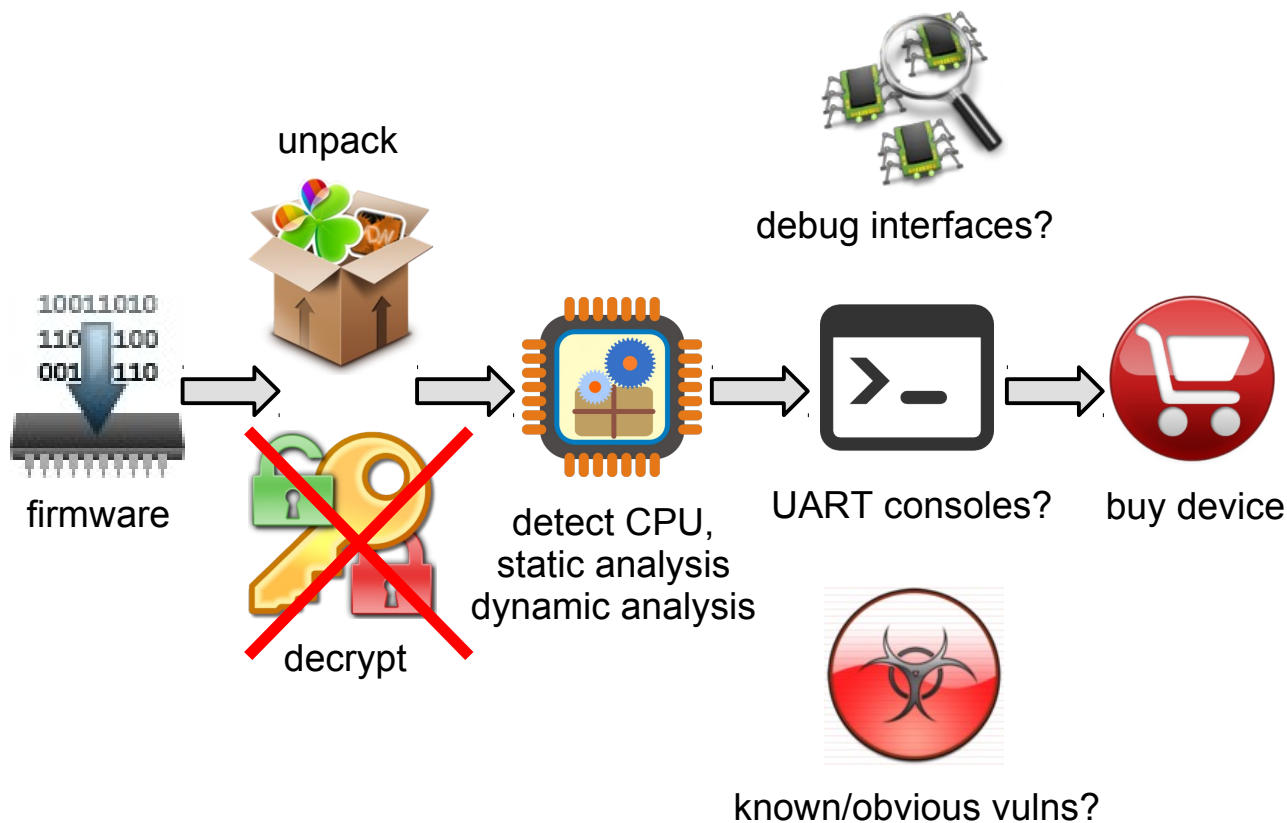 debug interfaces?
unpack
10011010
110 100
001 110
firmware
decrypt
detect CPU,
static analysis
dynamic analysis
UART consoles?
buy device
known/obvious vulns?